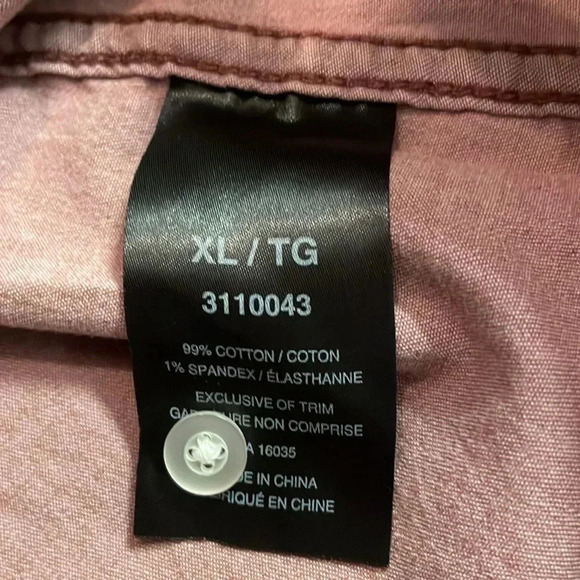 XL / TG
3110043
99% COTTON / COTON
1% SPANDEX / ÉLASTHANNE
EXCLUSIVE OF TRIM
NON COMPRISE
16035
IN CHINA
EN CHINE